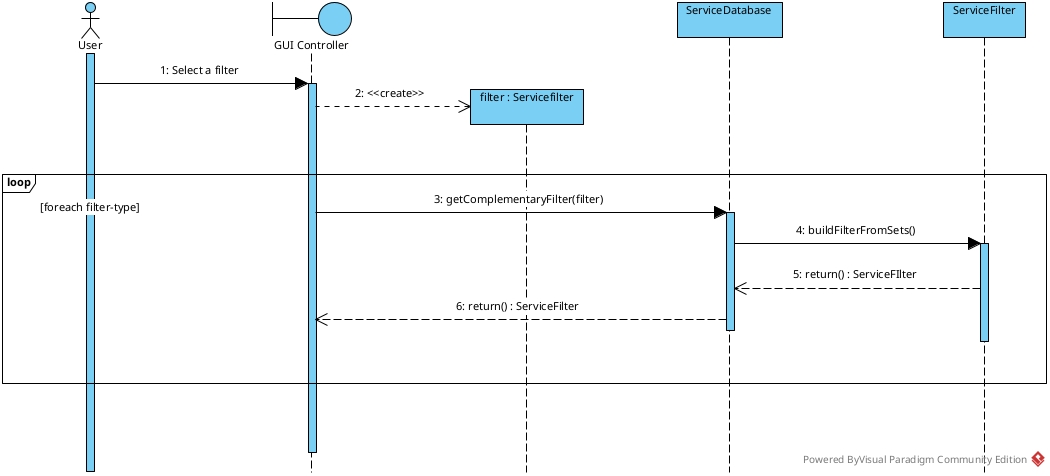 ServiceDatabase
ServiceFilter
User
GUI Controller
1: Select a filter
2: <<create>>
filter : Servicefilter
loop
[foreach filter-type]
3: getComplementaryFilter(filter)
4: buildFilterFromSets()
5: return() : ServiceFIlter
6: return() : ServiceFilter
Powered ByVisual Paradigm Community Edition